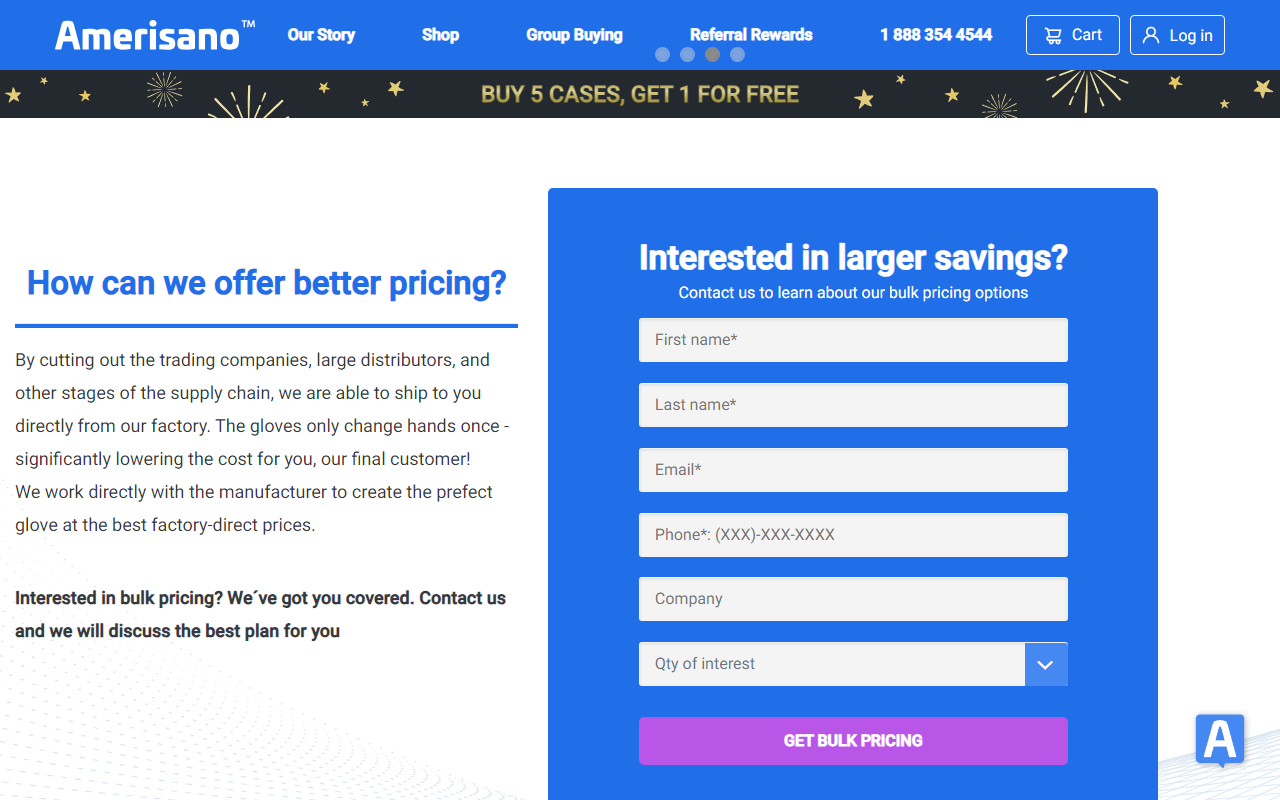 Amerisano™
Our Story
Shop
Group Buying
Referral Rewards
1 888 354 4544
Cart
Log in
BUY 5 CASES, GET 1 FOR FREE
How can we offer better pricing?
By cutting out the trading companies, large distributors, and
other stages of the supply chain, we are able to ship to you
directly from our factory. The gloves only change hands once -
significantly lowering the cost for you, our final customer!
We work directly with the manufacturer to create the prefect
glove at the best factory-direct prices.
Interested in bulk pricing? We´ve got you covered. Contact us
and we will discuss the best plan for you
Interested in larger savings?
Contact us to learn about our bulk pricing options
First name*
Last name*
Email*
Phone*: (XXX)-XXX-XXXX
Company
Qty of interest
GET BULK PRICING
A